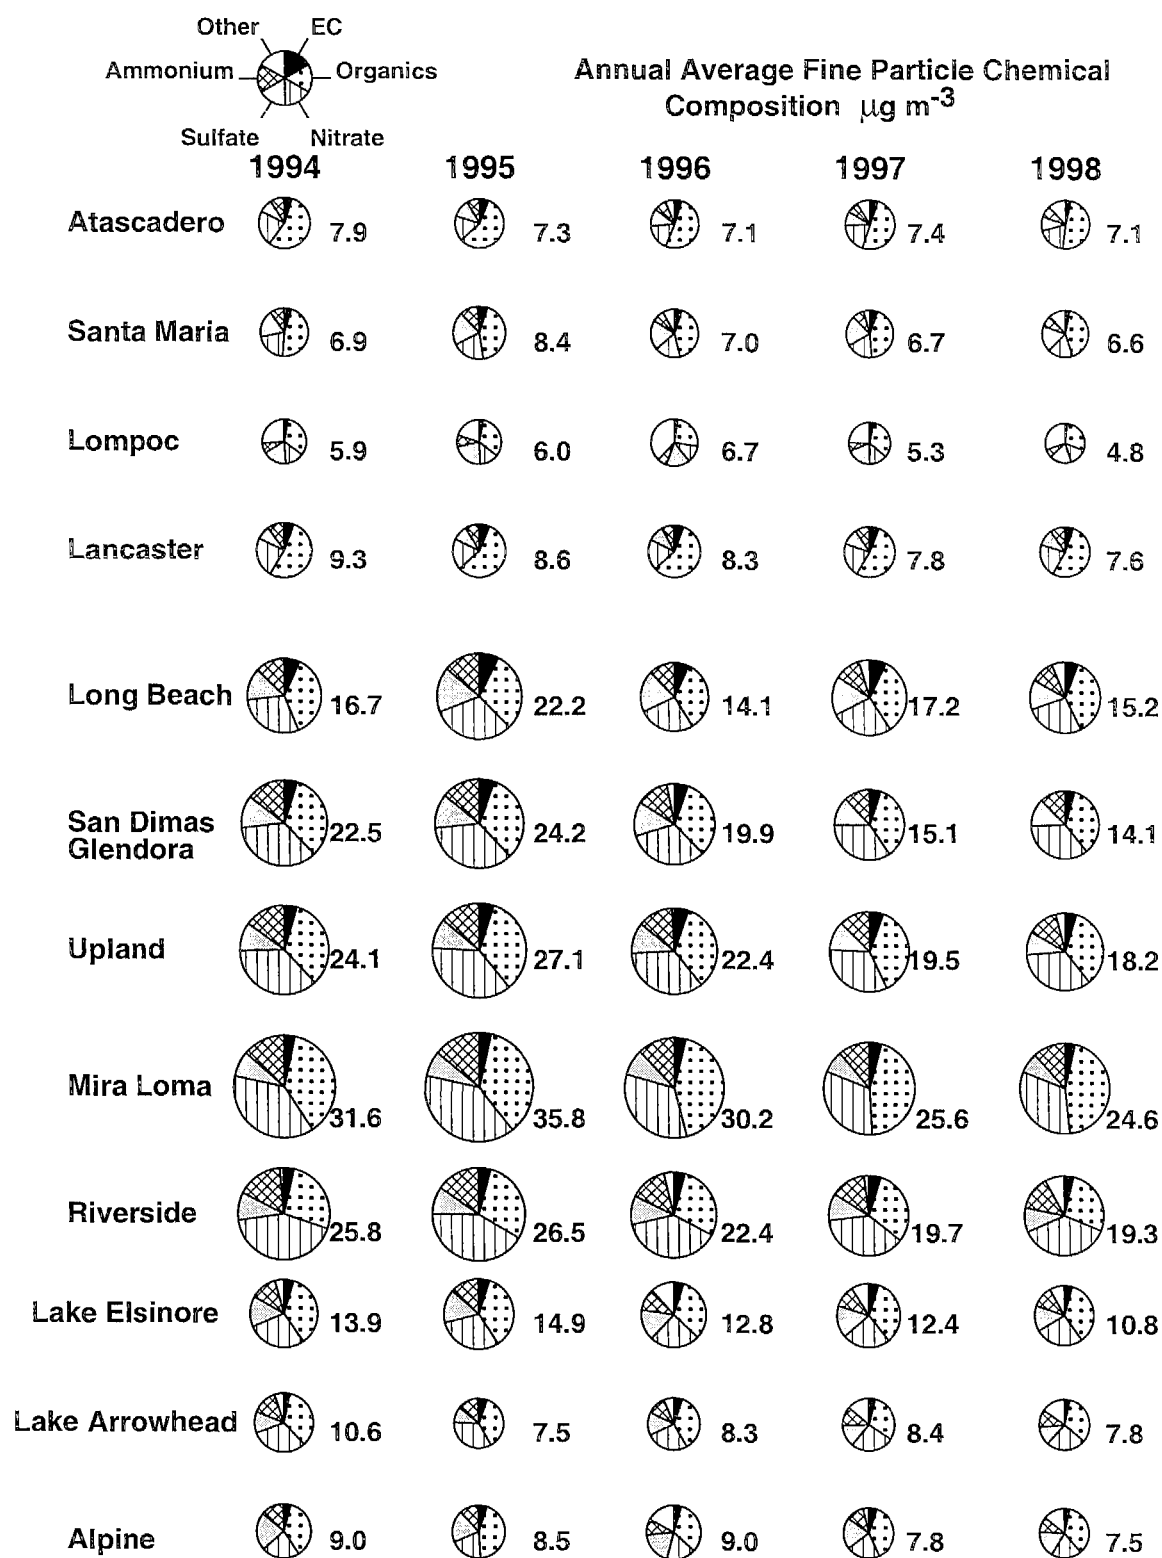 Other EC
Ammonium Organics
Sulfate Nitrate
Annual Average Fine Particle Chemical
Composition μg m-3
1994 1995 1996 1997 1998
Atascadero 7.9 7.3 7.1 7.4 7.1
Santa Maria 6.9 8.4 7.0 6.7 6.6
Lompoc 5.9 6.0 6.7 5.3 4.8
Lancaster 9.3 8.6 8.3 7.8 7.6
Long Beach 16.7 22.2 14.1 17.2 15.2
San Dimas
Glendora 22.5 24.2 19.9 15.1 14.1
Upland 24.1 27.1 22.4 19.5 18.2
Mira Loma 31.6 35.8 30.2 25.6 24.6
Riverside 25.8 26.5 22.4 19.7 19.3
Lake Elsinore 13.9 14.9 12.8 12.4 10.8
Lake Arrowhead 10.6 7.5 8.3 8.4 7.8
Alpine 9.0 8.5 9.0 7.8 7.5